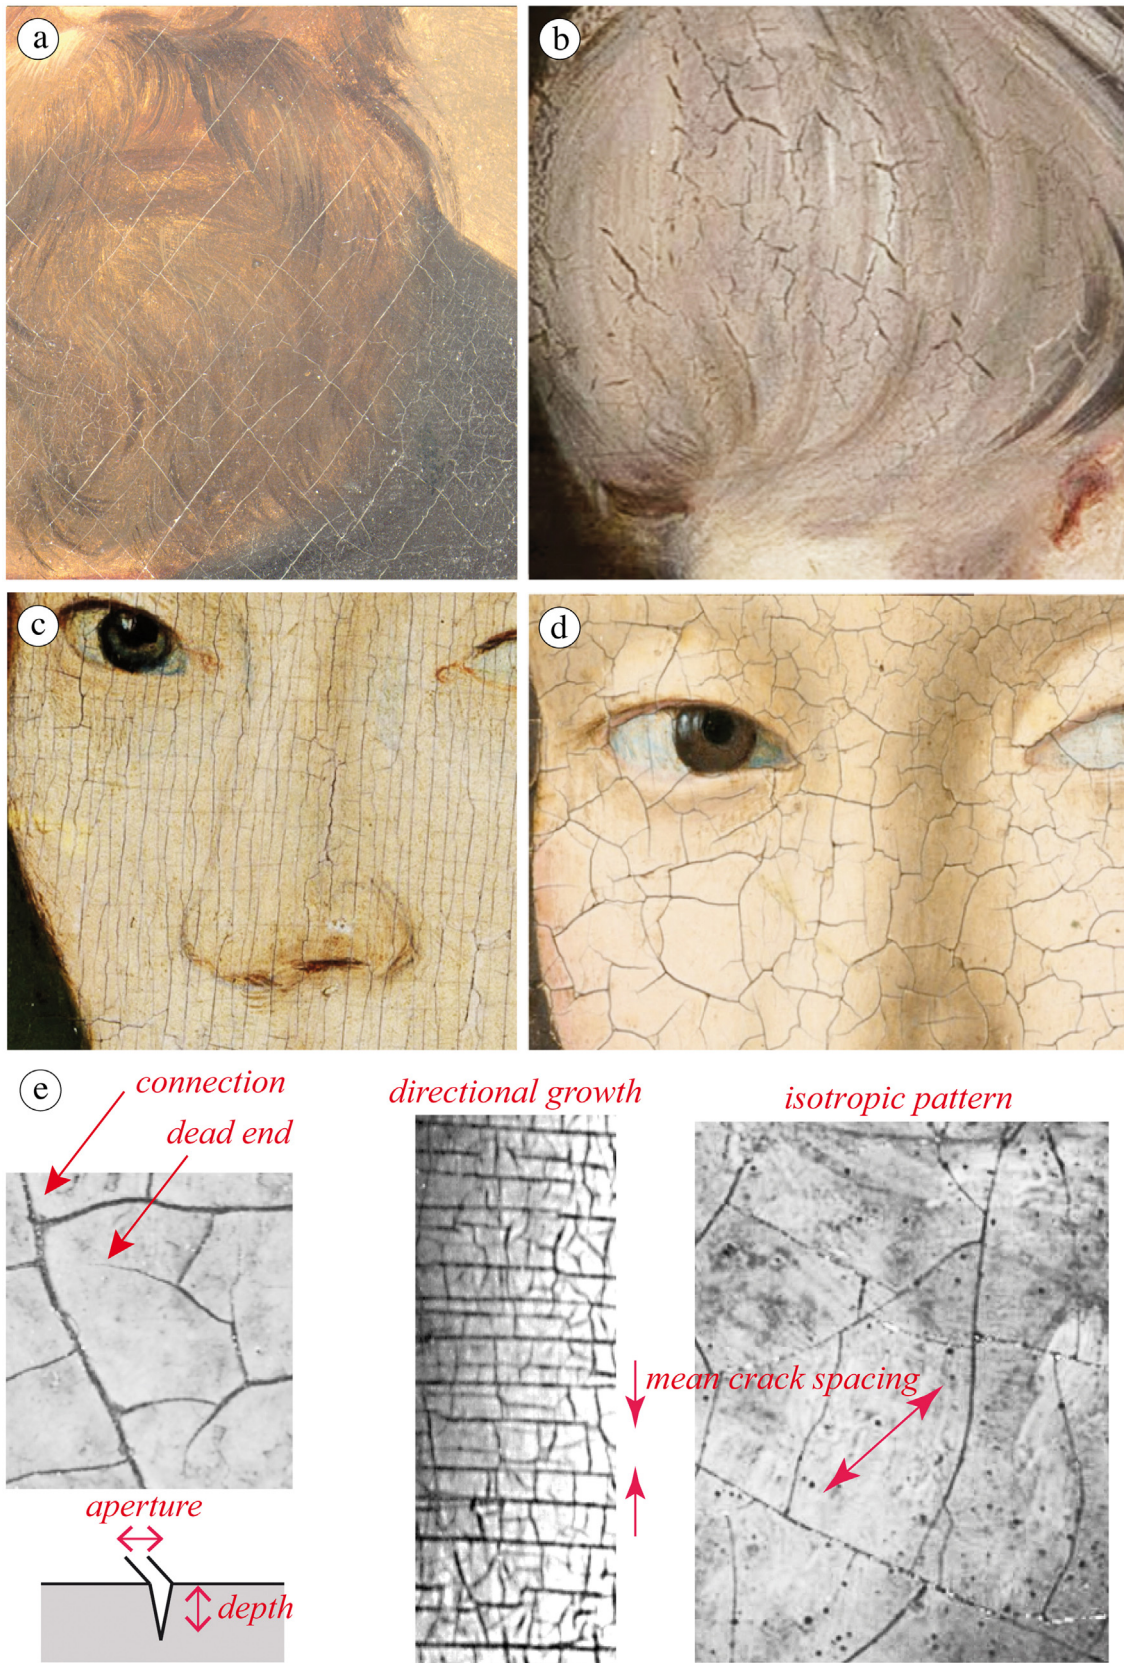 a
b
c
d
e
connection
dead end
directional growth
isotropic pattern
mean crack spacing
aperture
depth